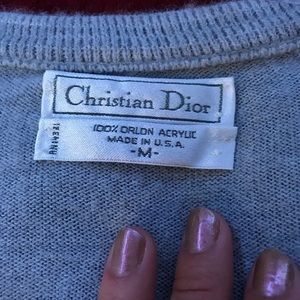 Christian Dior
100% ORLON ACRYLIC
MADE IN U.S.A.
-M-